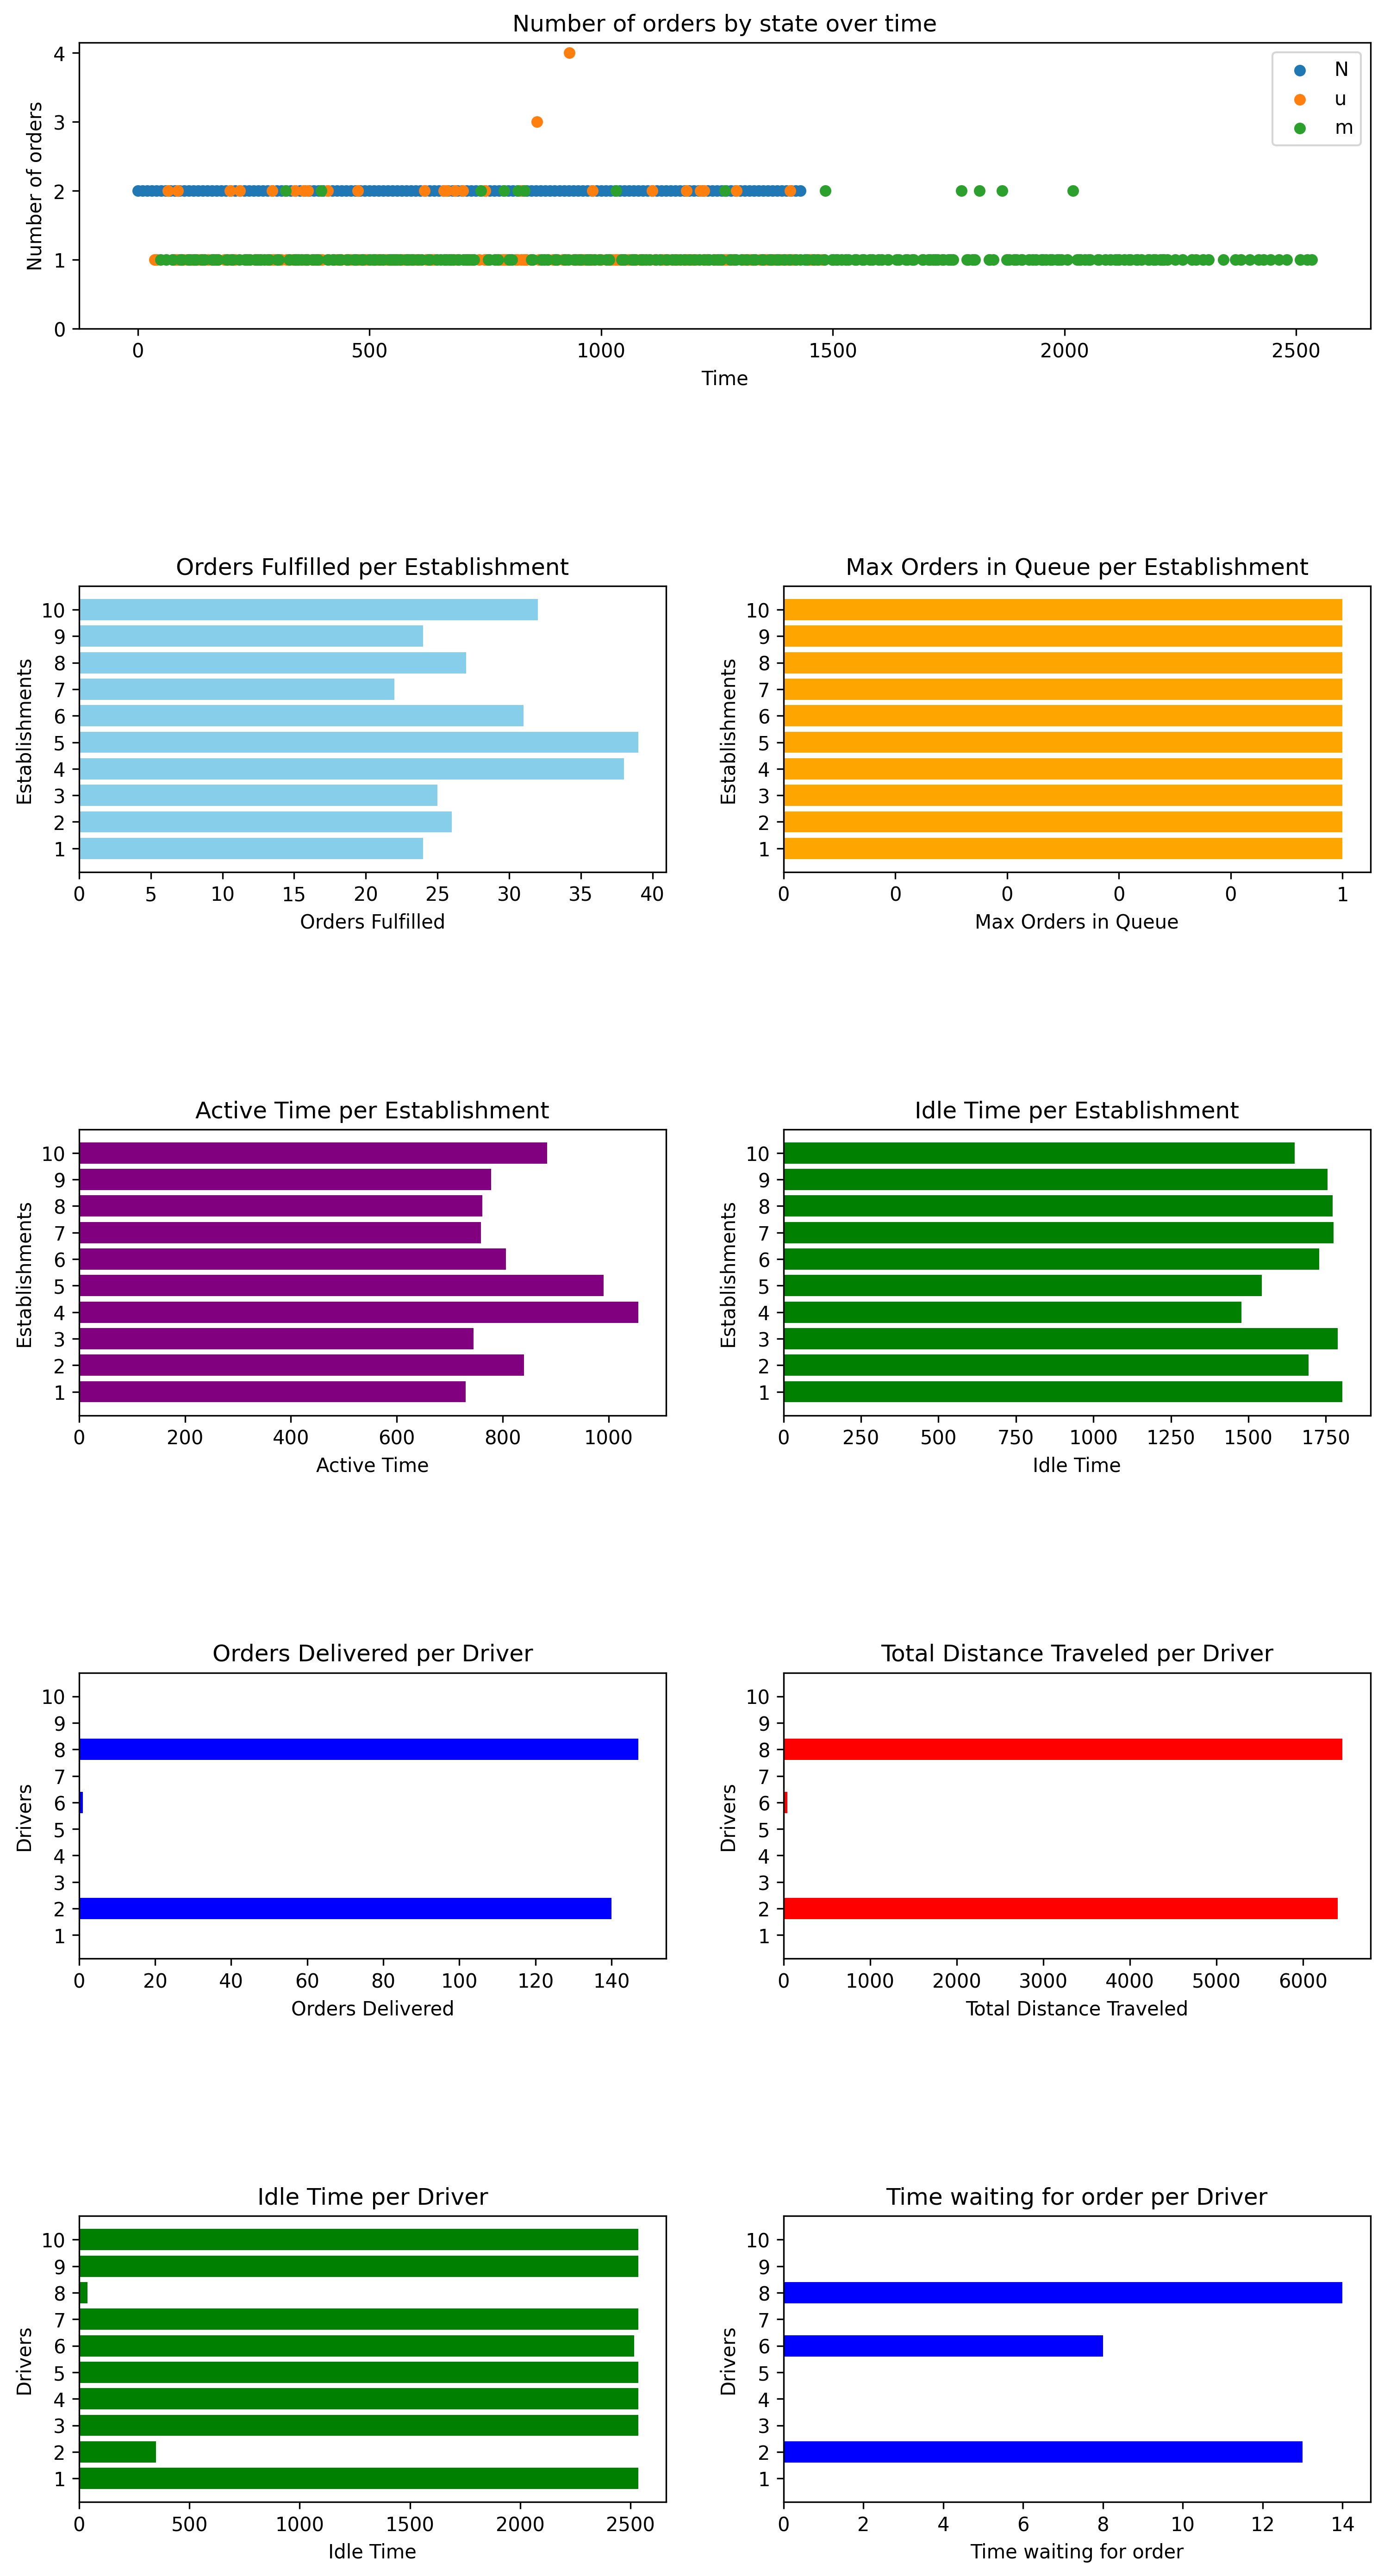 Number of orders by state over time
Number of orders
4
3
2
1
0
N
u
m
0 500 1000 1500 2000 2500
Time
Orders Fulfilled per Establishment
Establishments
10
9
8
7
6
5
4
3
2
1
0 5 10 15 20 25 30 35 40
Orders Fulfilled
Max Orders in Queue per Establishment
Establishments
10
9
8
7
6
5
4
3
2
1
0 0 0 0 0 1
Max Orders in Queue
Active Time per Establishment
Establishments
10
9
8
7
6
5
4
3
2
1
0 200 400 600 800 1000
Active Time
Idle Time per Establishment
Establishments
10
9
8
7
6
5
4
3
2
1
0 250 500 750 1000 1250 1500 1750
Idle Time
Orders Delivered per Driver
Drivers
10
9
8
7
6
5
4
3
2
1
0 20 40 60 80 100 120 140
Orders Delivered
Total Distance Traveled per Driver
Drivers
10
9
8
7
6
5
4
3
2
1
0 1000 2000 3000 4000 5000 6000
Total Distance Traveled
Idle Time per Driver
Drivers
10
9
8
7
6
5
4
3
2
1
0 500 1000 1500 2000 2500
Idle Time
Time waiting for order per Driver
Drivers
10
9
8
7
6
5
4
3
2
1
0 2 4 6 8 10 12 14
Time waiting for order